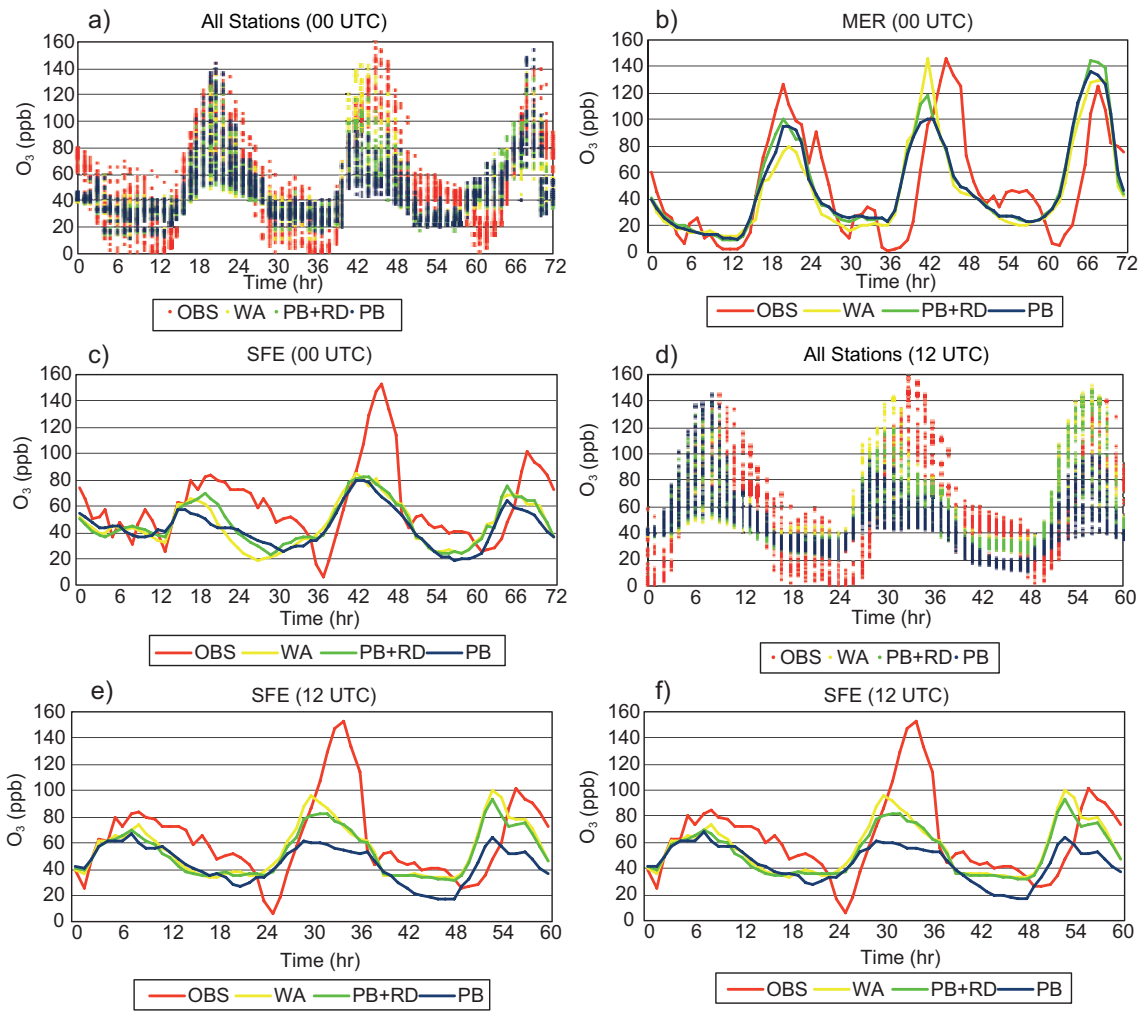 a)
All Stations (00 UTC)
160
140
120
100
80
60
40
20
0
O3 (ppb)
0 6 12 18 24 30 36 42 48 54 60 66 72
Time (hr)
OBS WA PB+RD PB
b)
MER (00 UTC)
160
140
120
100
80
60
40
20
0
O3 (ppb)
0 6 12 18 24 30 36 42 48 54 60 66 72
Time (hr)
OBS WA PB+RD PB
c)
SFE (00 UTC)
160
140
120
100
80
60
40
20
0
O3 (ppb)
0 6 12 18 24 30 36 42 48 54 60 66 72
Time (hr)
OBS WA PB+RD PB
d)
All Stations (12 UTC)
160
140
120
100
80
60
40
20
0
O3 (ppb)
0 6 12 18 24 30 36 42 48 54 60
Time (hr)
OBS WA PB+RD PB
e)
SFE (12 UTC)
160
140
120
100
80
60
40
20
0
O3 (ppb)
0 6 12 18 24 30 36 42 48 54 60
Time (hr)
OBS WA PB+RD PB
f)
SFE (12 UTC)
160
140
120
100
80
60
40
20
0
O3 (ppb)
0 6 12 18 24 30 36 42 48 54 60
Time (hr)
OBS WA PB+RD PB